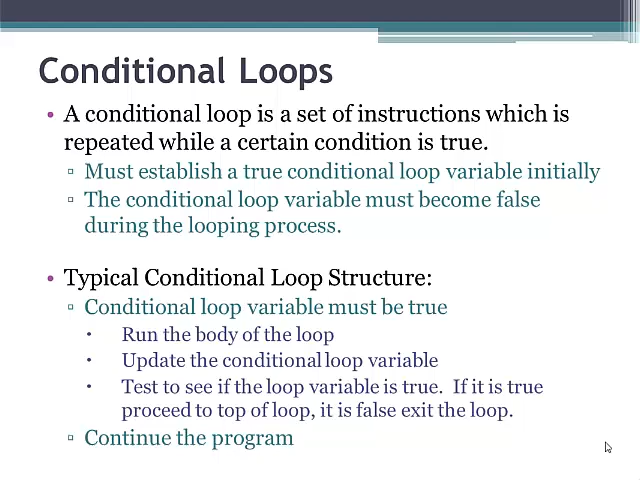 Conditional Loops
• A conditional loop is a set of instructions which is
repeated while a certain condition is true.
▫ Must establish a true conditional loop variable initially
▫ The conditional loop variable must become false
during the looping process.
• Typical Conditional Loop Structure:
▫ Conditional loop variable must be true
▪ Run the body of the loop
▪ Update the conditional loop variable
▪ Test to see if the loop variable is true. If it is true
proceed to top of loop, it is false exit the loop.
▫ Continue the program